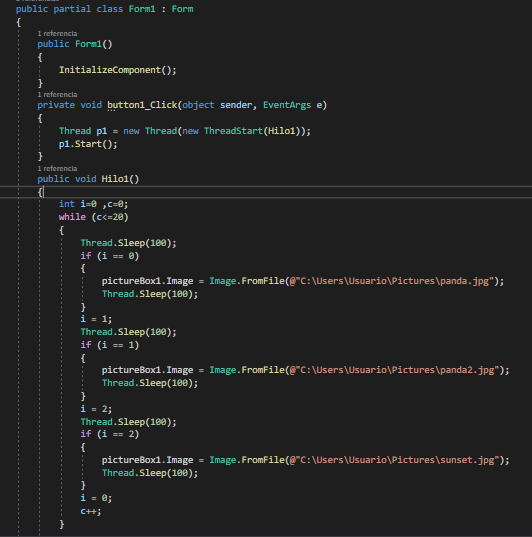 public partial class Form1 : Form
{
1 referencia
public Form1()
{
InitializeComponent();
}
1 referencia
private void button1_Click(object sender, EventArgs e)
{
Thread p1 = new Thread(new ThreadStart(Hilo1));
p1.Start();
}
1 referencia
public void Hilo1()
{
int i=0 ,c=0;
while (c<=20)
{
Thread.Sleep(100);
if (i == 0)
{
pictureBox1.Image = Image.FromFile(@"C:\Users\Usuario\Pictures\panda.jpg");
Thread.Sleep(100);
}
i = 1;
Thread.Sleep(100);
if (i == 1)
{
pictureBox1.Image = Image.FromFile(@"C:\Users\Usuario\Pictures\panda2.jpg");
Thread.Sleep(100);
}
i = 2;
Thread.Sleep(100);
if (i == 2)
{
pictureBox1.Image = Image.FromFile(@"C:\Users\Usuario\Pictures\sunset.jpg");
Thread.Sleep(100);
}
i = 0;
c++;
}